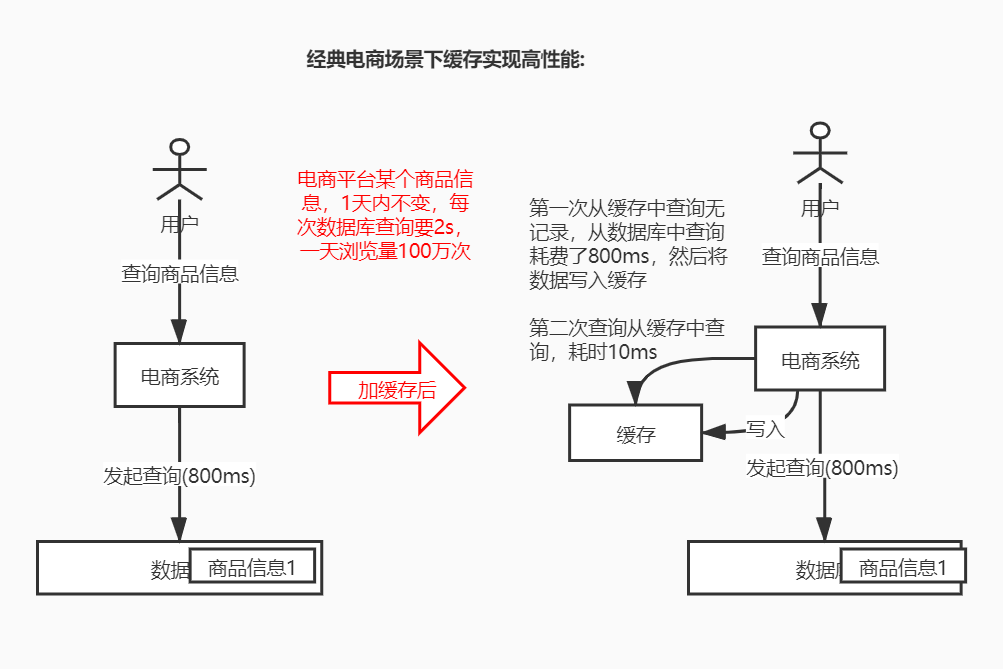 经典电商场景下缓存实现高性能:
用户
查询商品信息
电商系统
发起查询(800ms)
数据
商品信息1
电商平台某个商品信
息，1天内不变，每
次数据库查询要2s，
一天浏览量100万次
加缓存后
第一次从缓存中查询无
记录，从数据库中查询
耗费了800ms，然后将
数据写入缓存
第二次查询从缓存中查
询，耗时10ms
用户
查询商品信息
电商系统
缓存
写入
发起查询(800ms)
数据
商品信息1